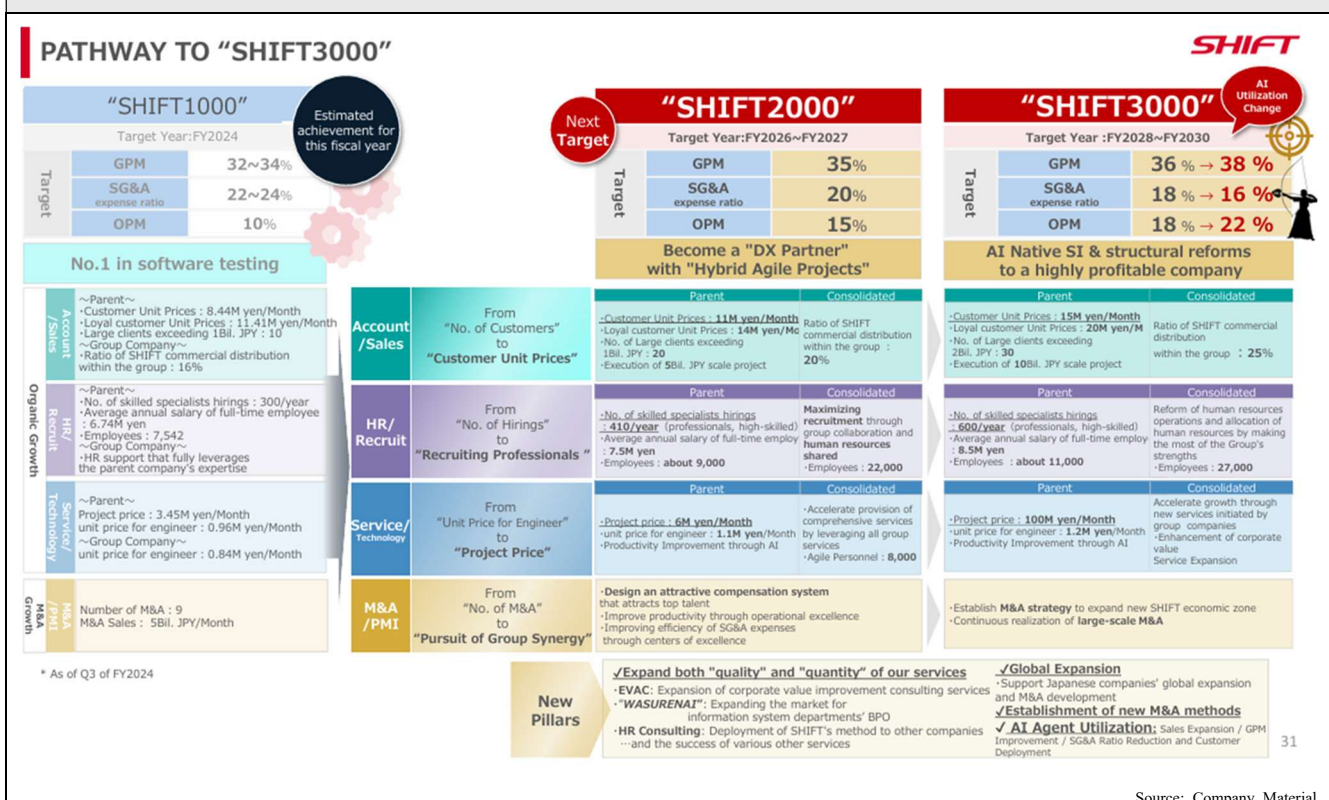 PATHWAY TO “SHIFT3000”
SHIFT
“SHIFT1000”
Target Year:FY2024
Estimated
achievement for
this fiscal year
Target
GPM
32~34%
SG&A
expense ratio
22~24%
OPM
10%
No.1 in software testing
Next
Target
“SHIFT2000”
Target Year:FY2026~FY2027
Target
GPM
35%
SG&A
expense ratio
20%
OPM
15%
Become a "DX Partner"
with "Hybrid Agile Projects"
“SHIFT3000”
AI
Utilization
Change
Target Year :FY2028~FY2030
Target
GPM
36 % → 38 %
SG&A
expense ratio
18 % → 16 %
OPM
18 % → 22 %
AI Native SI & structural reforms
to a highly profitable company
Organic Growth
Account
/Sales
～Parent～
・Customer Unit Prices : 8.44M yen/Month
・Loyal customer Unit Prices : 11.41M yen/Month
・Large clients exceeding 1Bil. JPY : 10
～Group Company～
・Ratio of SHIFT commercial distribution
within the group : 16%
Account
/Sales
From
“No. of Customers”
to
“Customer Unit Prices”
Parent
・Customer Unit Prices : 11M yen/Month
・Loyal customer Unit Prices : 14M yen/Mo
・No. of Large clients exceeding
1Bil. JPY : 20
・Execution of 5Bil. JPY scale project
Consolidated
Ratio of SHIFT
commercial distribution
within the group :
20%
Parent
・Customer Unit Prices : 15M yen/Month
・Loyal customer Unit Prices : 20M yen/M
・No. of Large clients exceeding
2Bil. JPY : 30
・Execution of 10Bil. JPY scale project
Consolidated
Ratio of SHIFT commercial
distribution
within the group : 25%
HR/
Recruit
～Parent～
・No. of skilled specialists hirings : 300/year
・Average annual salary of full-time employee
: 6.74M yen
・Employees : 7,542
～Group Company～
・HR support that fully leverages
the parent company’s expertise
HR/
Recruit
From
“No. of Hirings”
to
“Recruiting Professionals ”
Parent
・No. of skilled specialists hirings
: 410/year (professionals, high-skilled)
・Average annual salary of full-time employ
: 7.5M yen
・Employees : about 9,000
Consolidated
Maximizing
recruitment through
group collaboration and
human resources
shared
・Employees : 22,000
Parent
・No. of skilled specialists hirings
: 600/year (professionals, high-skilled)
・Average annual salary of full-time employ
: 8.5M yen
・Employees : about 11,000
Consolidated
Reform of human resources
operations and allocation of
human resources by making
the most of the Group's
strengths
・Employees : 27,000
Service/
Technology
～Parent～
Project price : 3.45M yen/Month
unit price for engineer : 0.96M yen/Month
～Group Company～
unit price for engineer : 0.84M yen/Month
Service/
Technology
From
“Unit Price for Engineer”
to
“Project Price”
Parent
・Project price : 6M yen/Month
・unit price for engineer : 1.1M yen/Month
・Productivity Improvement through AI
Consolidated
・Accelerate provision of
comprehensive services
by leveraging all group
services
・Agile Personnel : 8,000
Parent
・Project price : 100M yen/Month
・unit price for engineer : 1.2M yen/Month
・Productivity Improvement through AI
Consolidated
Accelerate growth through
new services initiated by
group companies
・Enhancement of corporate
value
Service Expansion
M&A
Growth
M&A
/PMI
Number of M&A : 9
M&A Sales : 5Bil. JPY/Month
M&A
/PMI
From
“No. of M&A”
to
“Pursuit of Group Synergy”
・Design an attractive compensation system
that attracts top talent
・Improve productivity through operational excellence
・Improving efficiency of SG&A expenses
through centers of excellence
・Establish M&A strategy to expand new SHIFT economic zone
・Continuous realization of large-scale M&A
* As of Q3 of FY2024
New
Pillars
✓Expand both "quality" and "quantity" of our services
・EVAC: Expansion of corporate value improvement consulting services
・"WASURENAI": Expanding the market for
information system departments’ BPO
・HR Consulting: Deployment of SHIFT's method to other companies
…and the success of various other services
✓Global Expansion
・Support Japanese companies' global expansion
and M&A development
✓Establishment of new M&A methods
✓ AI Agent Utilization: Sales Expansion / GPM
Improvement / SG&A Ratio Reduction and Customer
Deployment
31
Source: Company Material